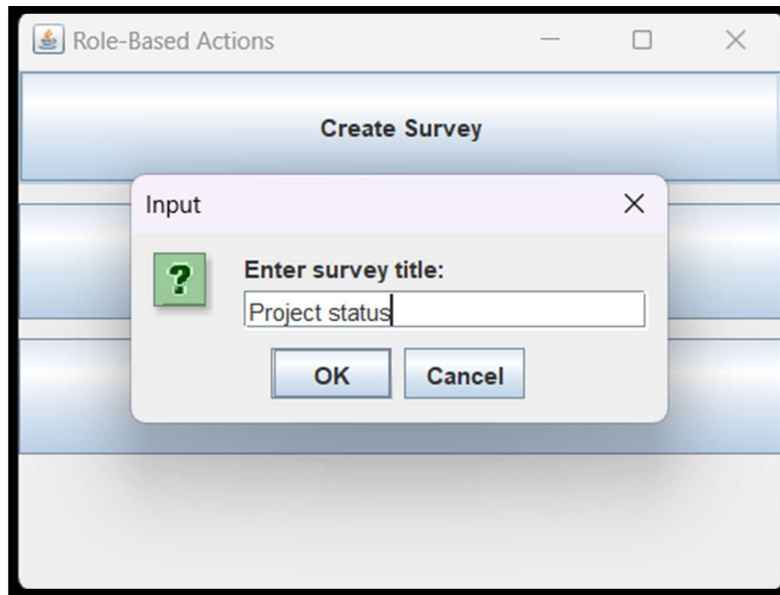 Role-Based Actions
Create Survey
Input
Enter survey title:
Project status
OK
Cancel